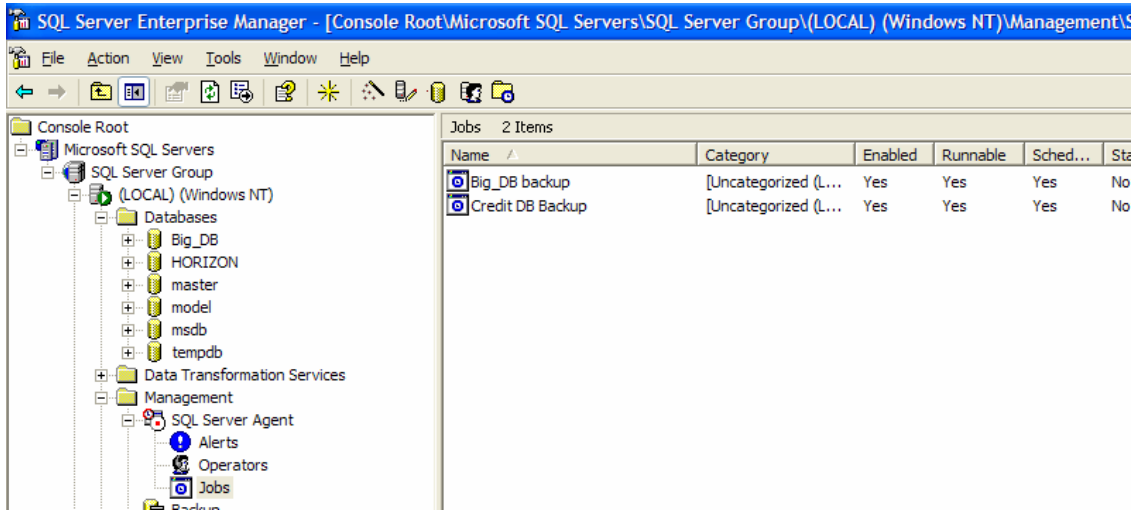 SQL Server Enterprise Manager - [Console Root\Microsoft SQL Servers\SQL Server Group\(LOCAL) (Windows NT)\Management\S
File Action View Tools Window Help
Console Root
Microsoft SQL Servers
SQL Server Group
(LOCAL) (Windows NT)
Databases
Big_DB
HORIZON
master
model
msdb
tempdb
Data Transformation Services
Management
SQL Server Agent
Alerts
Operators
Jobs
Backup
Jobs 2 Items
Name Category Enabled Runnable Sched... Sta
Big_DB backup [Uncategorized (L... Yes Yes Yes No
Credit DB Backup [Uncategorized (L... Yes Yes Yes No